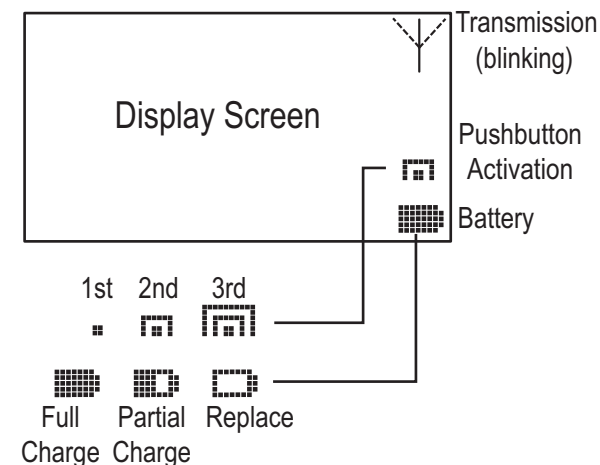 Transmission
(blinking)
Display Screen
Pushbutton
Activation
Battery
1st 2nd 3rd
Full Partial Replace
Charge Charge